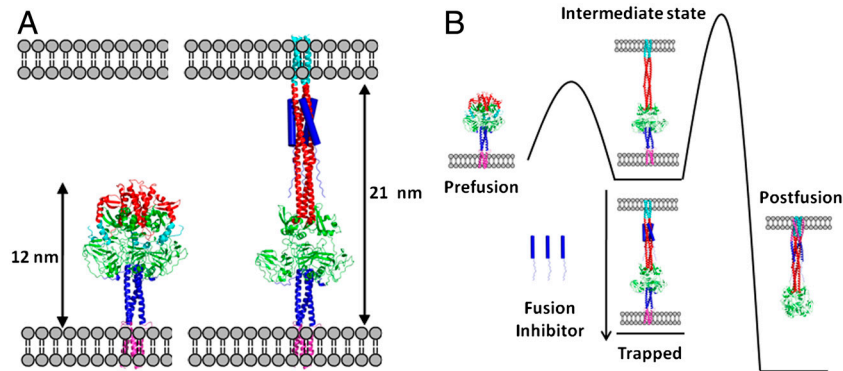 A
12 nm
21 nm
B
Intermediate state
Prefusion
Postfusion
Fusion
Inhibitor
Trapped